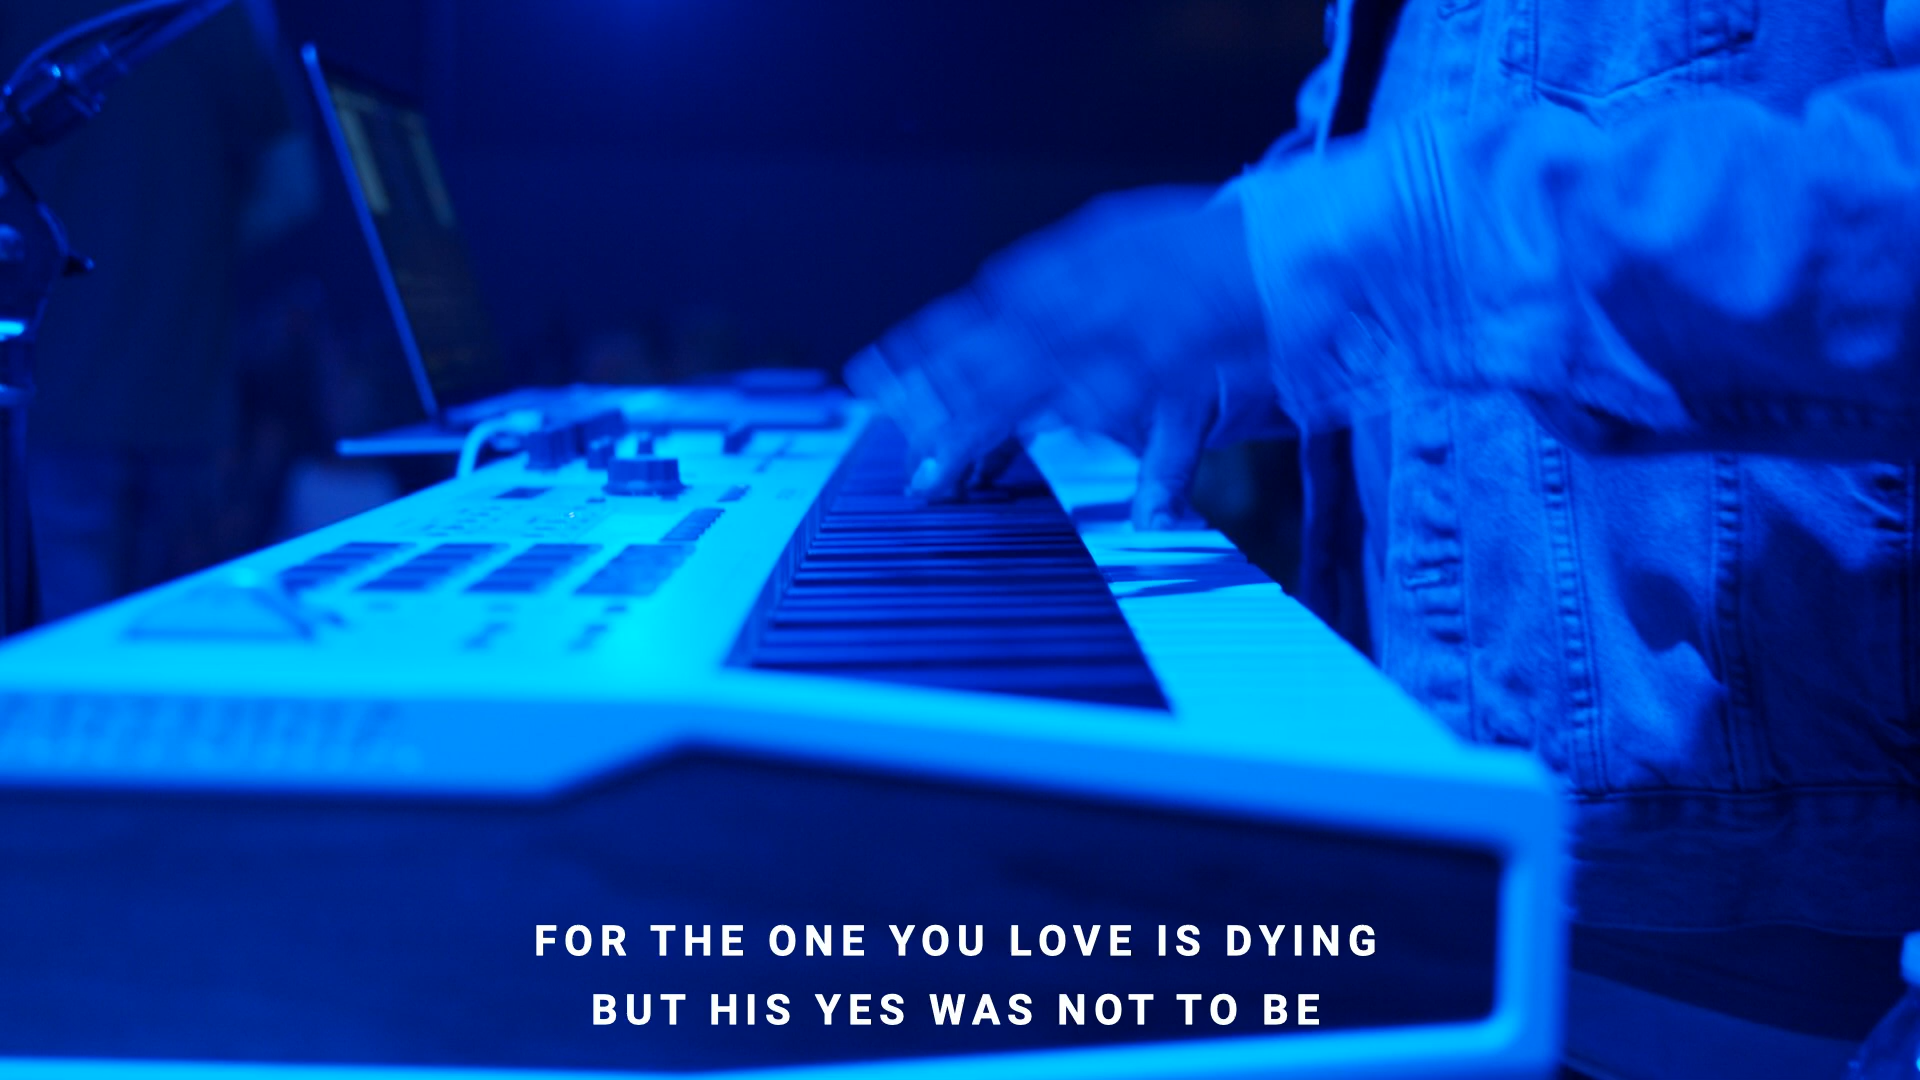 FOR THE ONE YOU LOVE IS DYING
BUT HIS YES WAS NOT TO BE